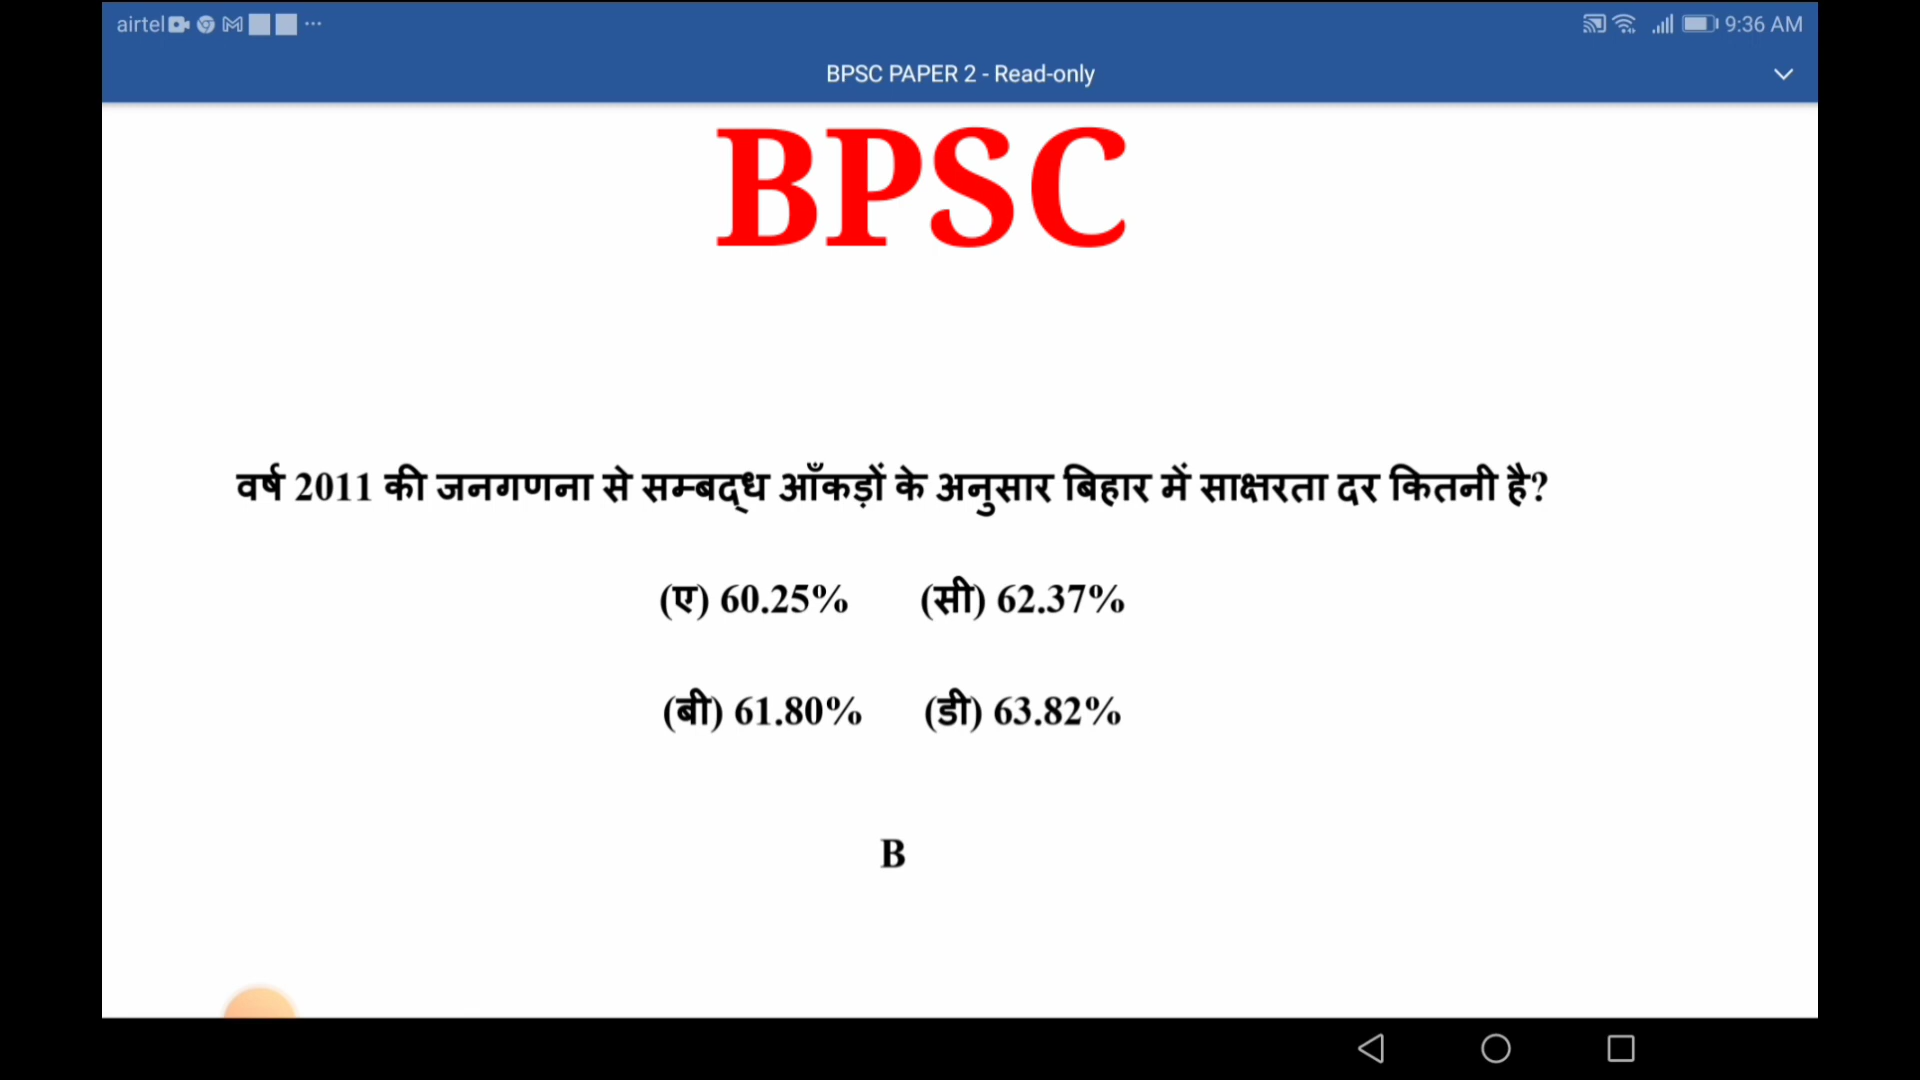 airtel
9:36 AM
BPSC PAPER 2 - Read-only
BPSC
वर्ष 2011 की जनगणना से सम्बद्ध आँकड़ों के अनुसार बिहार में साक्षरता दर कितनी है?
(ए) 60.25% (सी) 62.37%
(बी) 61.80% (डी) 63.82%
B